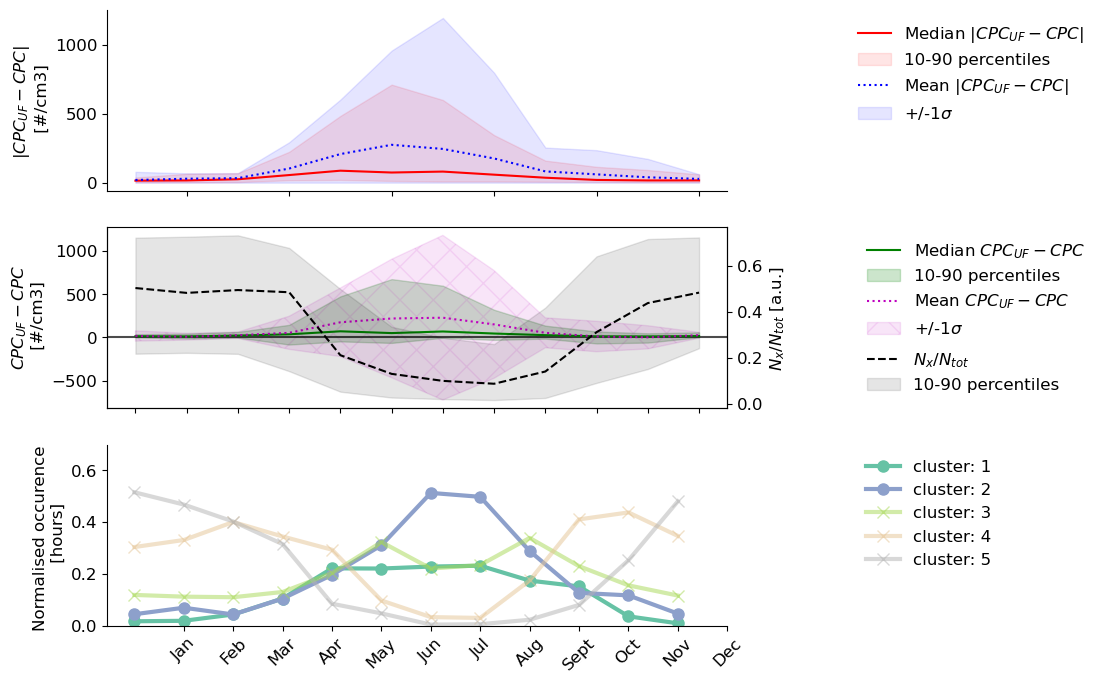 1000
500
0
|CPC_UF − CPC|
[#/cm3]
Median |CPC_UF − CPC|
10-90 percentiles
Mean |CPC_UF − CPC|
+/-1σ
1000
500
0
−500
CPC_UF − CPC
[#/cm3]
0.6
0.4
0.2
0.0
N_x/N_tot [a.u.]
Median CPC_UF − CPC
10-90 percentiles
Mean CPC_UF − CPC
+/-1σ
N_x/N_tot
10-90 percentiles
0.6
0.4
0.2
0.0
Normalised occurence
[hours]
Jan
Feb
Mar
Apr
May
Jun
Jul
Aug
Sept
Oct
Nov
Dec
cluster: 1
cluster: 2
cluster: 3
cluster: 4
cluster: 5